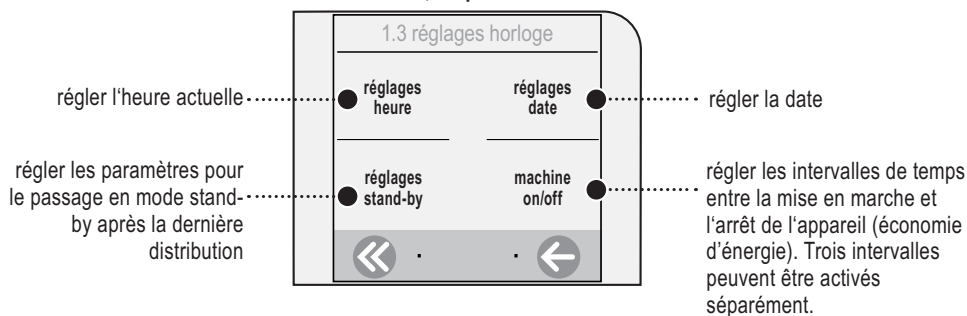 1.3 réglages horloge
régler l‘heure actuelle
réglages
heure
réglages
date
régler la date
régler les paramètres pour
le passage en mode stand-
by après la dernière
distribution
réglages
stand-by
machine
on/off
régler les intervalles de temps
entre la mise en marche et
l‘arrêt de l‘appareil (économie
d’énergie). Trois intervalles
peuvent être activés
séparément.